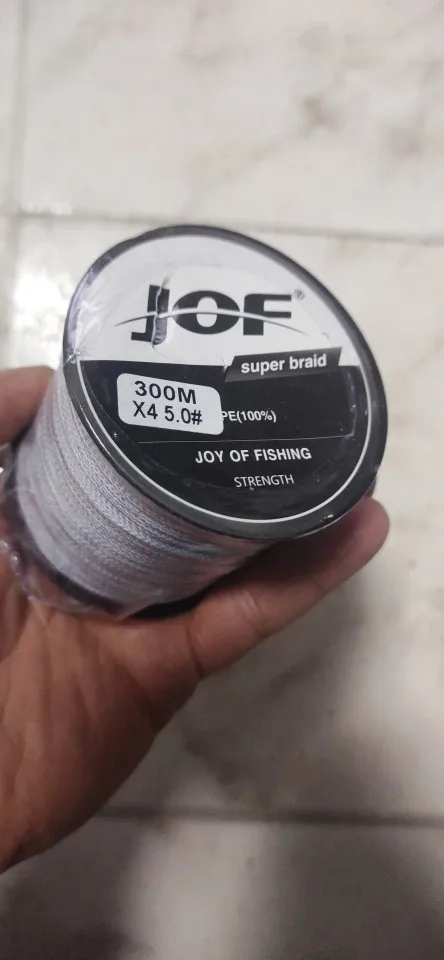 JOF®
super braid
300M
X4 5.0#
PE(100%)
JOY OF FISHING
STRENGTH